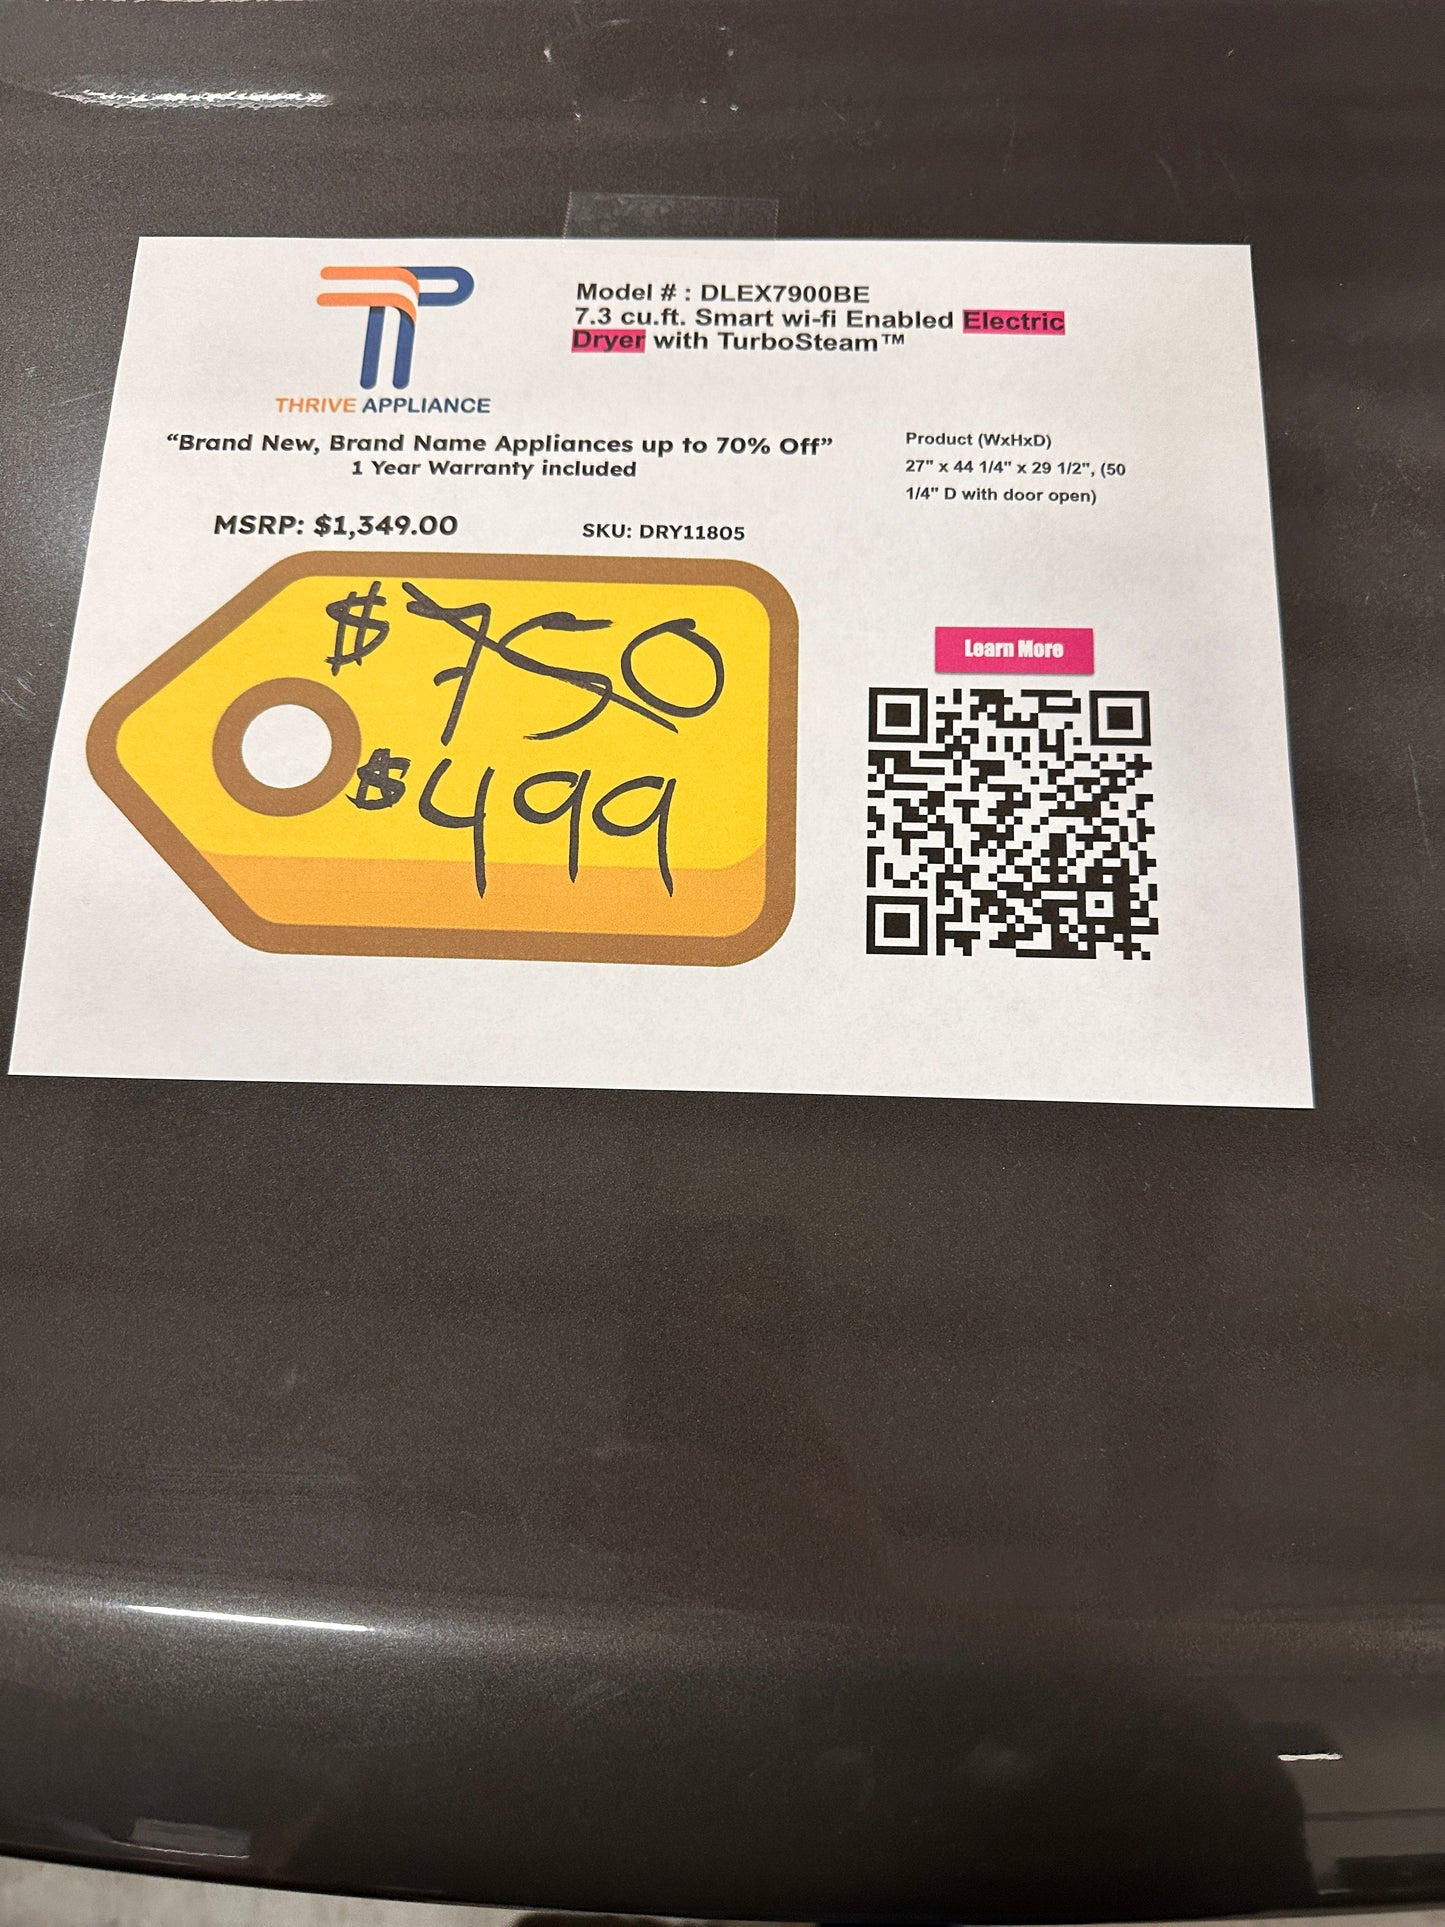 THRIVE APPLIANCE
Model # : DLEX7900BE
7.3 cu.ft. Smart wi-fi Enabled Electric
Dryer with TurboSteam™
“Brand New, Brand Name Appliances up to 70% Off”
1 Year Warranty included
Product (WxHxD)
27" x 44 1/4" x 29 1/2", (50
1/4" D with door open)
MSRP: $1,349.00
SKU: DRY11805
$750
$499
Learn More